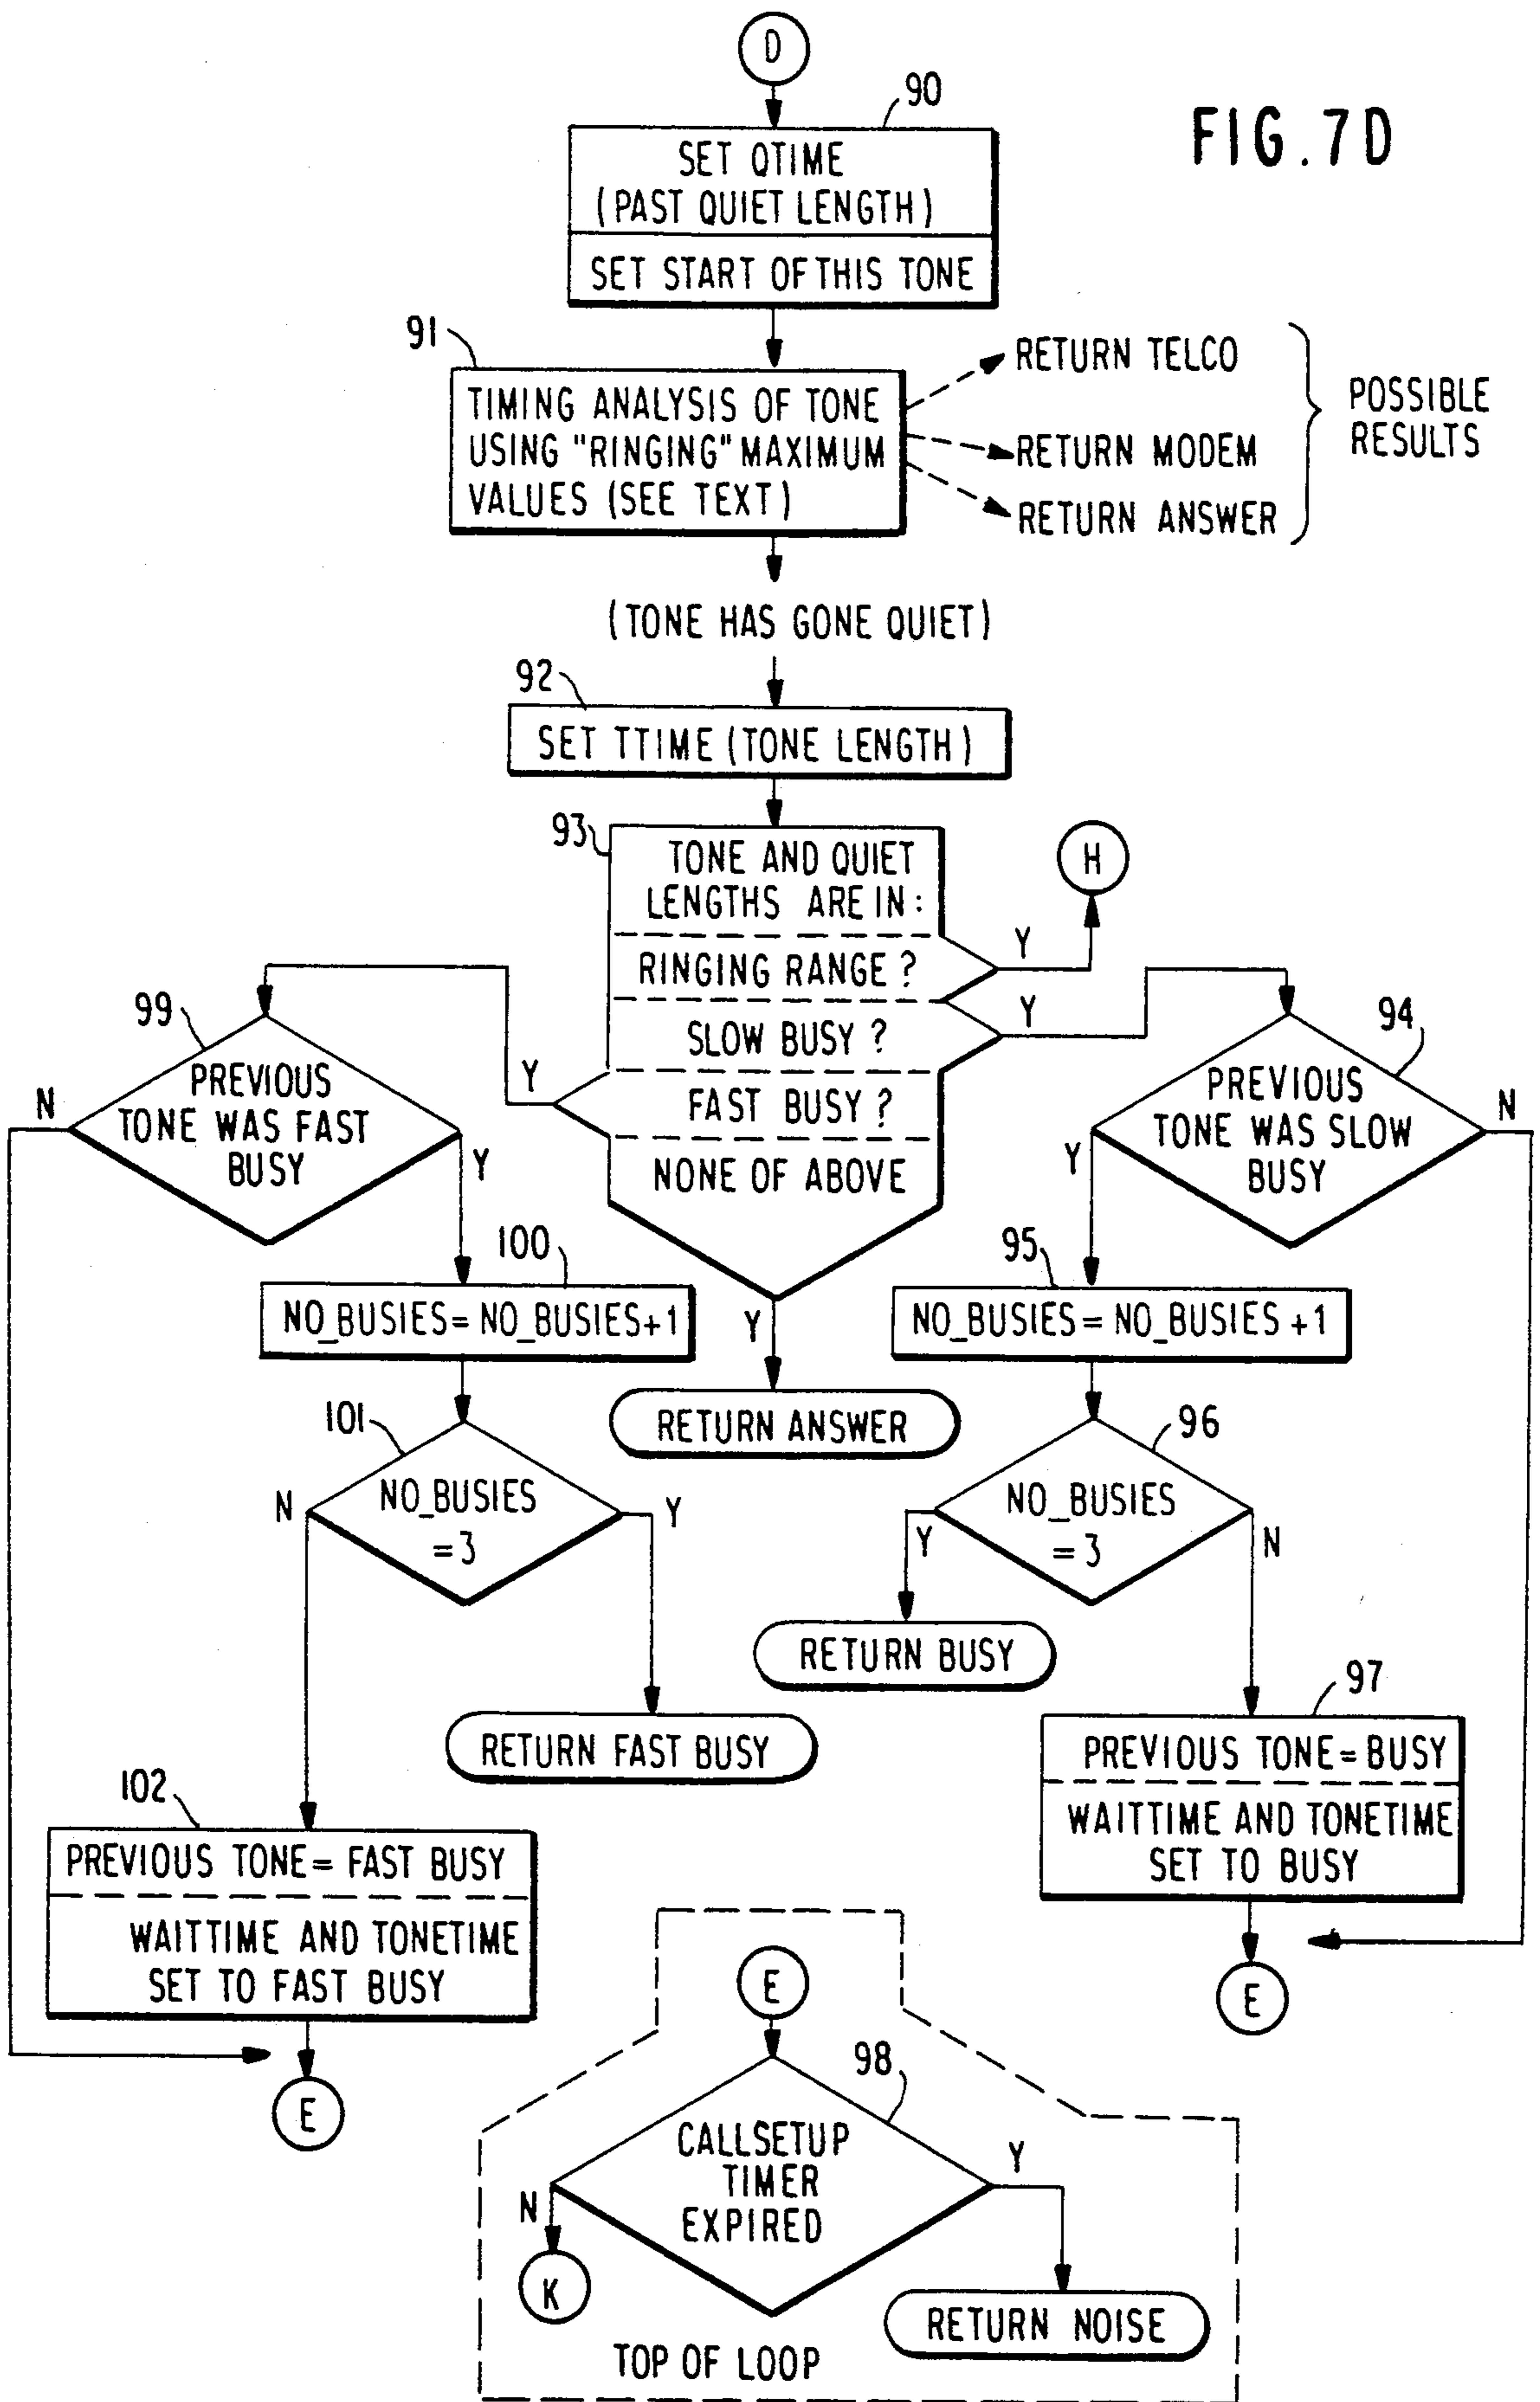 D
90
FIG.7D
SET QTIME
(PAST QUIET LENGTH)
SET START OF THIS TONE
91
TIMING ANALYSIS OF TONE
USING "RINGING" MAXIMUM
VALUES (SEE TEXT)
RETURN TELCO
RETURN MODEM
RETURN ANSWER
POSSIBLE
RESULTS
(TONE HAS GONE QUIET)
92
SET TTIME (TONE LENGTH)
93
TONE AND QUIET
LENGTHS ARE IN:
RINGING RANGE?
SLOW BUSY?
FAST BUSY?
NONE OF ABOVE
Y
H
Y
Y
Y
RETURN ANSWER
99
PREVIOUS
TONE WAS FAST
BUSY
N
Y
94
PREVIOUS
TONE WAS SLOW
BUSY
Y
N
100
NO_BUSIES=NO_BUSIES+1
95
NO_BUSIES=NO_BUSIES+1
101
NO_BUSIES
=3
N
Y
96
NO_BUSIES
=3
Y
N
RETURN BUSY
RETURN FAST BUSY
97
PREVIOUS TONE=BUSY
WAITTIME AND TONETIME
SET TO BUSY
E
102
PREVIOUS TONE=FAST BUSY
WAITTIME AND TONETIME
SET TO FAST BUSY
E
E
98
CALLSETUP
TIMER
EXPIRED
N
Y
K
RETURN NOISE
TOP OF LOOP